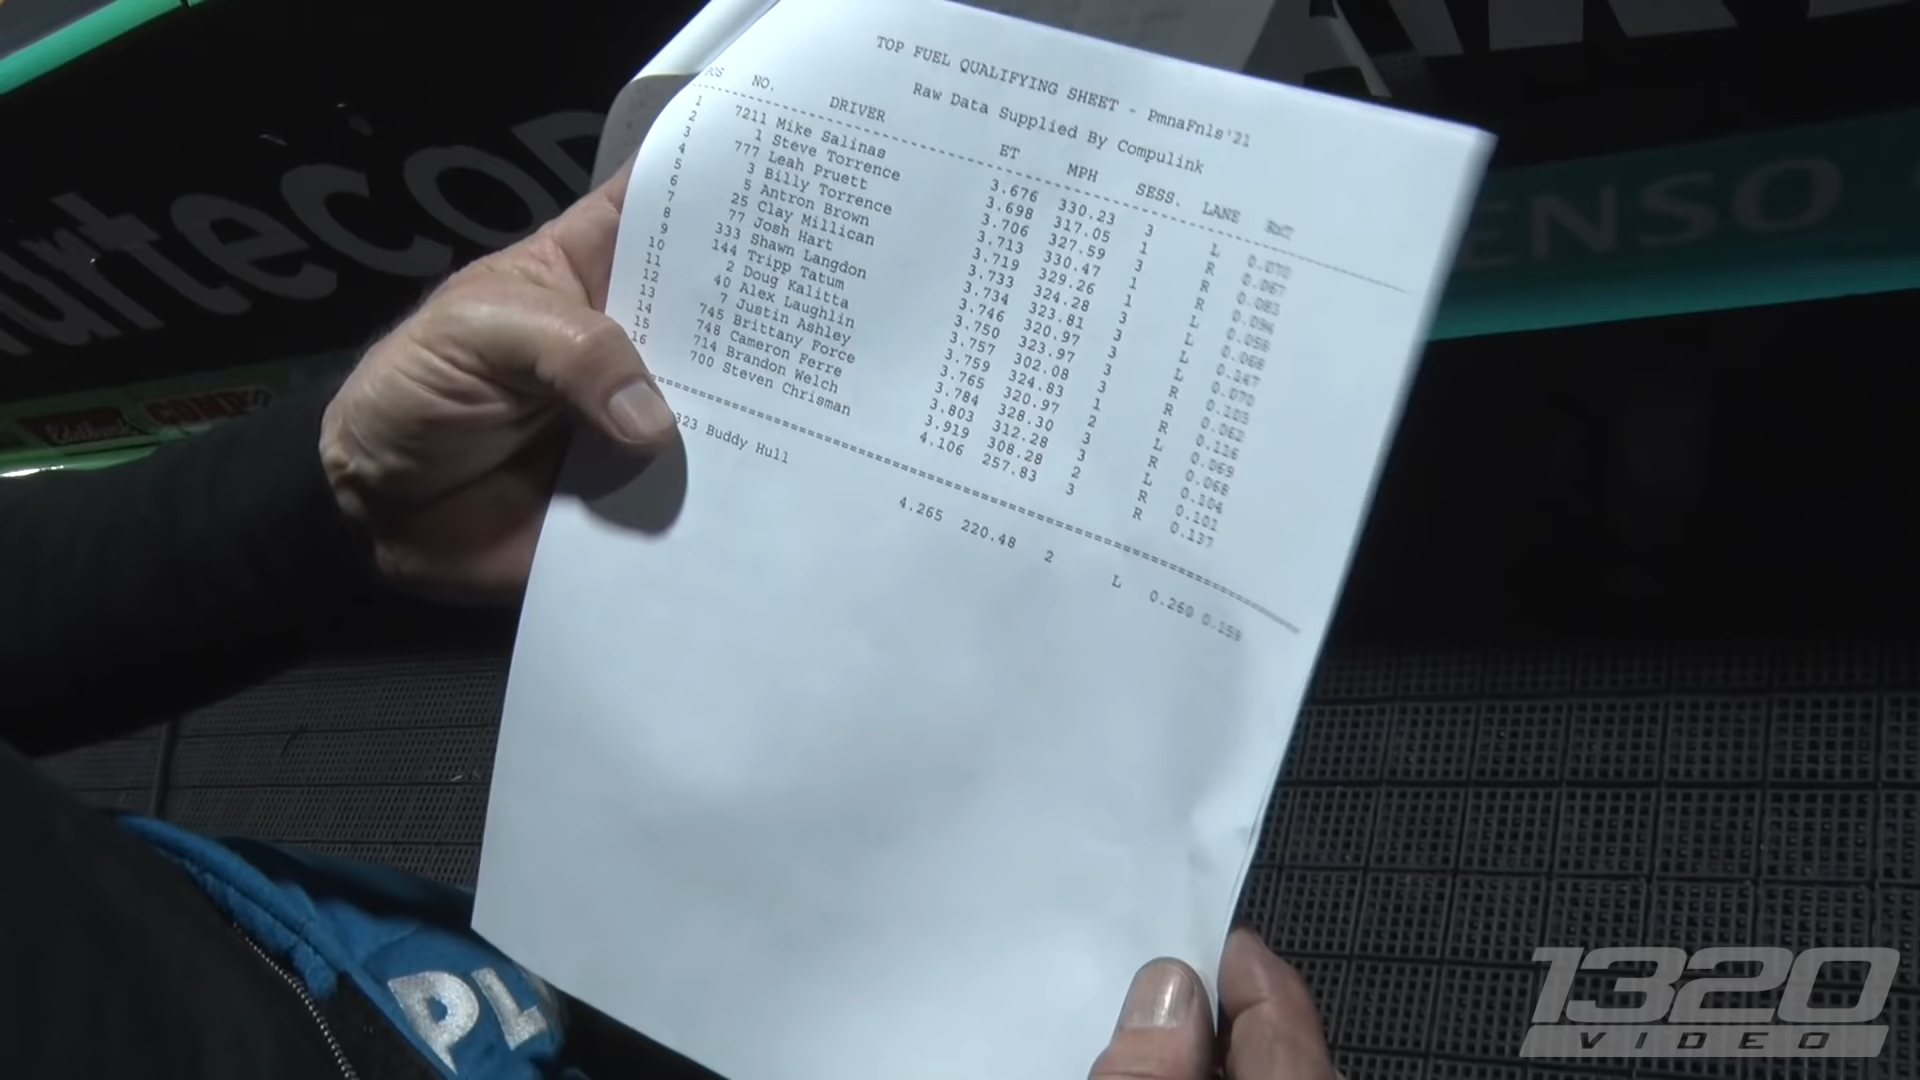 TOP FUEL QUALIFYING SHEET - PmnaFnls'21
Raw Data Supplied By Compulink
POS NO. DRIVER ET MPH SESS. LANE
1 7211 Mike Salinas 3.676 330.23 3 L 0.070
2 1 Steve Torrence 3.698 317.05 1 R 0.067
3 777 Leah Pruett 3.706 327.59 3 R 0.083
4 3 Billy Torrence 3.713 330.47 1 R
5 5 Antron Brown 3.719 329.26 1 L 0.058
6 25 Clay Millican 3.733 324.28 3 L 0.068
7 77 Josh Hart 3.734 323.81 3 L
8 333 Shawn Langdon 3.746 320.97 3 L 0.070
9 144 Tripp Tatum 3.750 323.97 3 R 0.103
10 2 Doug Kalitta 3.757 302.08 3 R 0.062
11 40 Alex Laughlin 3.759 324.83 1 R 0.116
12 7 Justin Ashley 3.765 320.97 2 L 0.069
13 745 Brittany Force 3.784 328.30 3 R 0.068
14 748 Cameron Ferre 3.803 312.28 3 L 0.104
15 714 Brandon Welch 3.919 308.28 2 R 0.101
16 700 Steven Chrisman 4.106 257.83 3 R 0.137
323 Buddy Hull 4.265 220.48 2 L 0.260 0.159
ENSO
1320
VIDEO